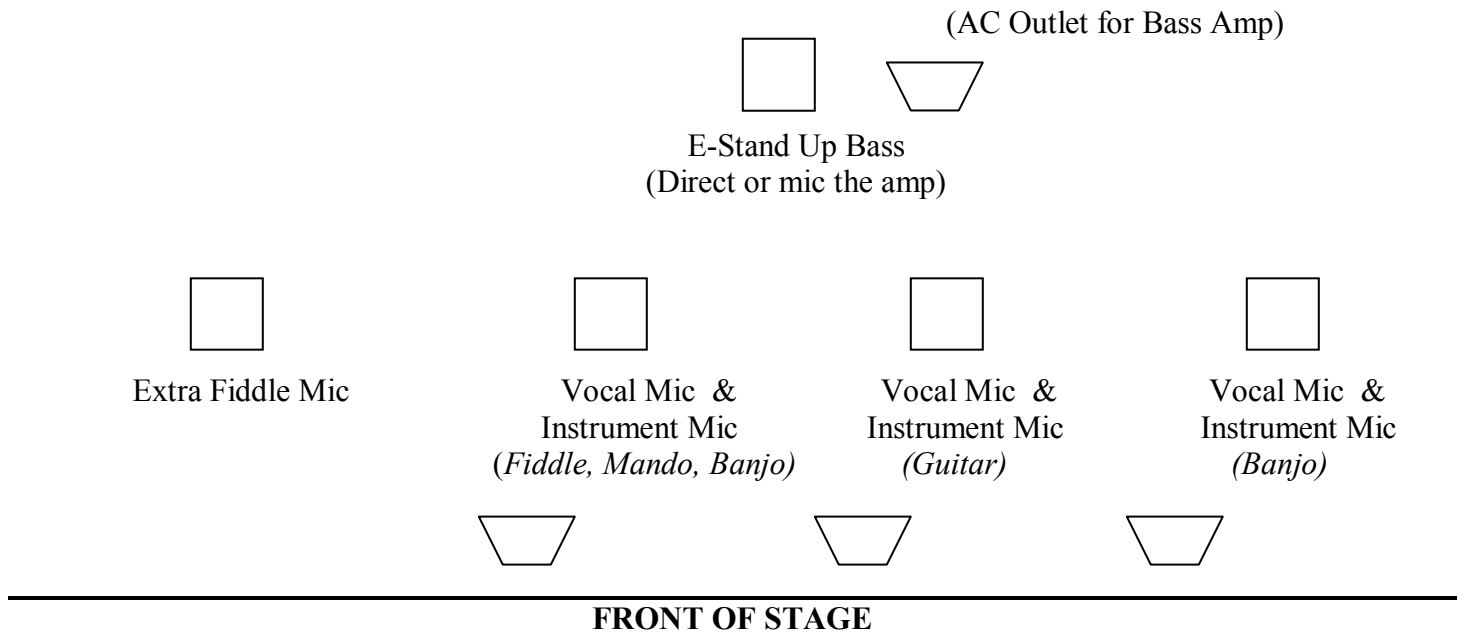 (AC Outlet for Bass Amp)
E-Stand Up Bass
(Direct or mic the amp)
Extra Fiddle Mic
Vocal Mic &
Instrument Mic
(Fiddle, Mando, Banjo)
Vocal Mic &
Instrument Mic
(Guitar)
Vocal Mic &
Instrument Mic
(Banjo)
FRONT OF STAGE